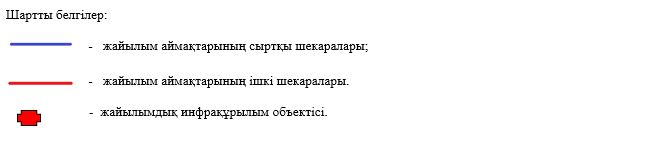 Шартты белгілер:
- жайылым аймақтарының сыртқы шекаралары;
- жайылым аймақтарының ішкі шекаралары.
- жайылымдық инфрақұрылым объектісі.